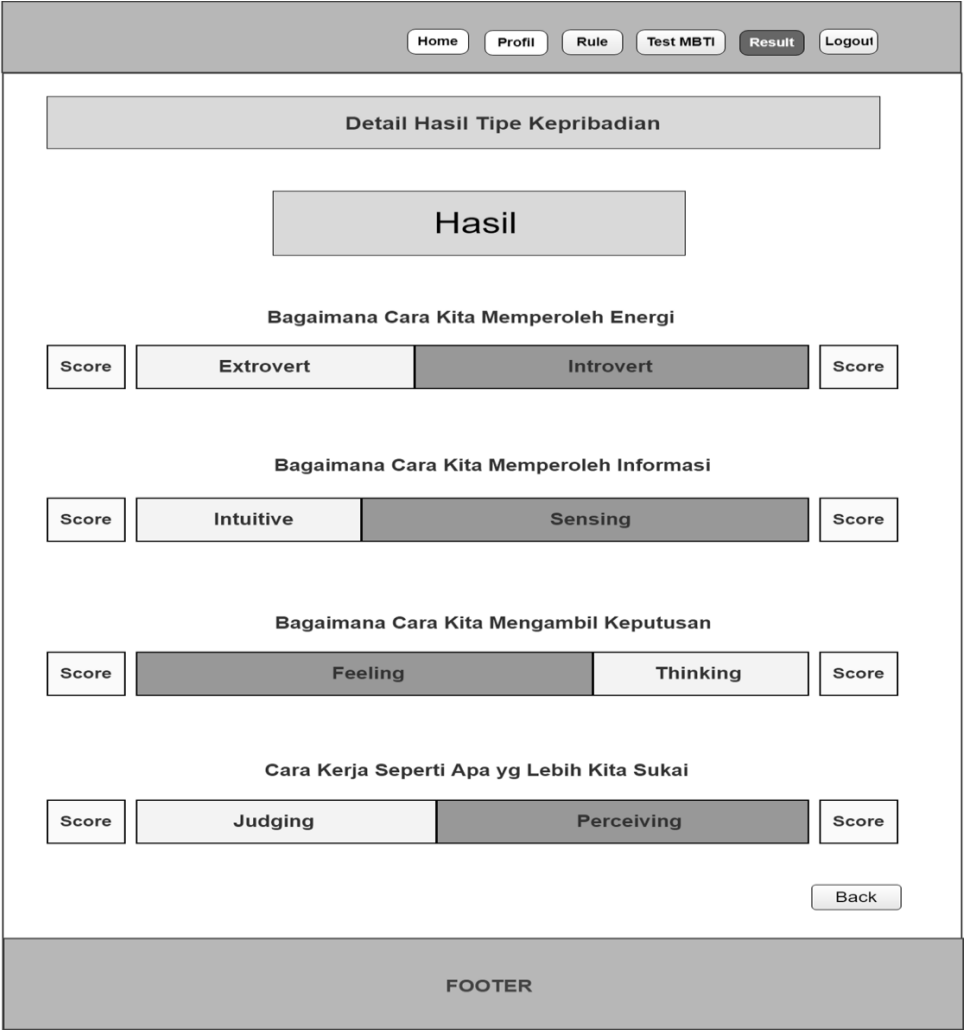 Home Profil Rule Test MBTI Result Logout
Detail Hasil Tipe Kepribadian
Hasil
Bagaimana Cara Kita Memperoleh Energi
Score Extrovert Introvert Score
Bagaimana Cara Kita Memperoleh Informasi
Score Intuitive Sensing Score
Bagaimana Cara Kita Mengambil Keputusan
Score Feeling Thinking Score
Cara Kerja Seperti Apa yg Lebih Kita Sukai
Score Judging Perceiving Score
Back
FOOTER